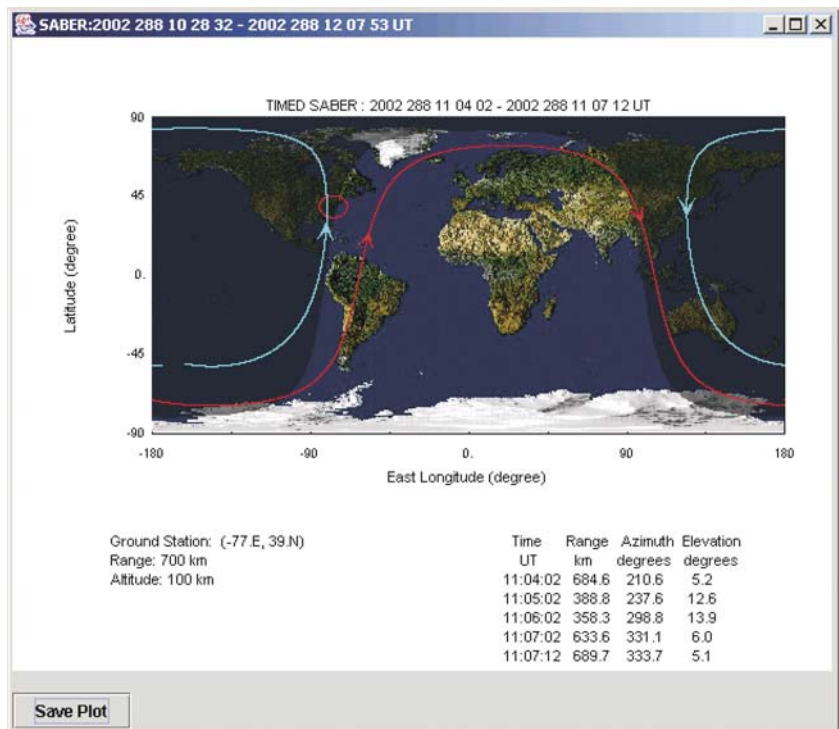 SABER:2002 288 10 28 32 - 2002 288 12 07 53 UT
TIMED SABER : 2002 288 11 04 02 - 2002 288 11 07 12 UT
90
45
0.
-45
-90
Latitude (degree)
-180
-90
0.
90
180
East Longitude (degree)
Ground Station: (-77.E, 39.N)
Range: 700 km
Altitude: 100 km
Time Range Azimuth Elevation
UT km degrees degrees
11:04:02 684.6 210.6 5.2
11:05:02 388.8 237.6 12.6
11:06:02 358.3 298.8 13.9
11:07:02 633.6 331.1 6.0
11:07:12 689.7 333.7 5.1
Save Plot